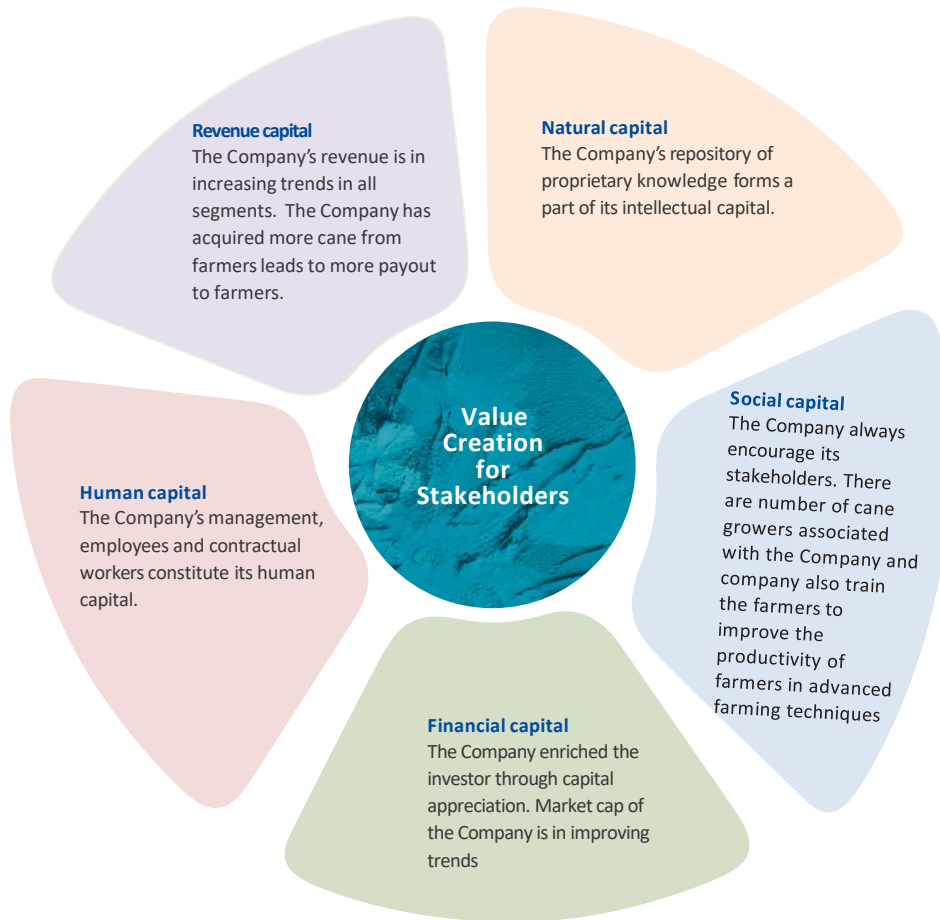 Revenue capital
The Company's revenue is in
increasing trends in all
segments. The Company has
acquired more cane from
farmers leads to more payout
to farmers.
Natural capital
The Company's repository of
proprietary knowledge forms a
part of its intellectual capital.
Value
Creation
for
Stakeholders
Social capital
The Company always
encourage its
stakeholders. There
are number of cane
growers associated
with the Company and
company also train
the farmers to
improve the
productivity of
farmers in advanced
farming techniques
Human capital
The Company's management,
employees and contractual
workers constitute its human
capital.
Financial capital
The Company enriched the
investor through capital
appreciation. Market cap of
the Company is in improving
trends